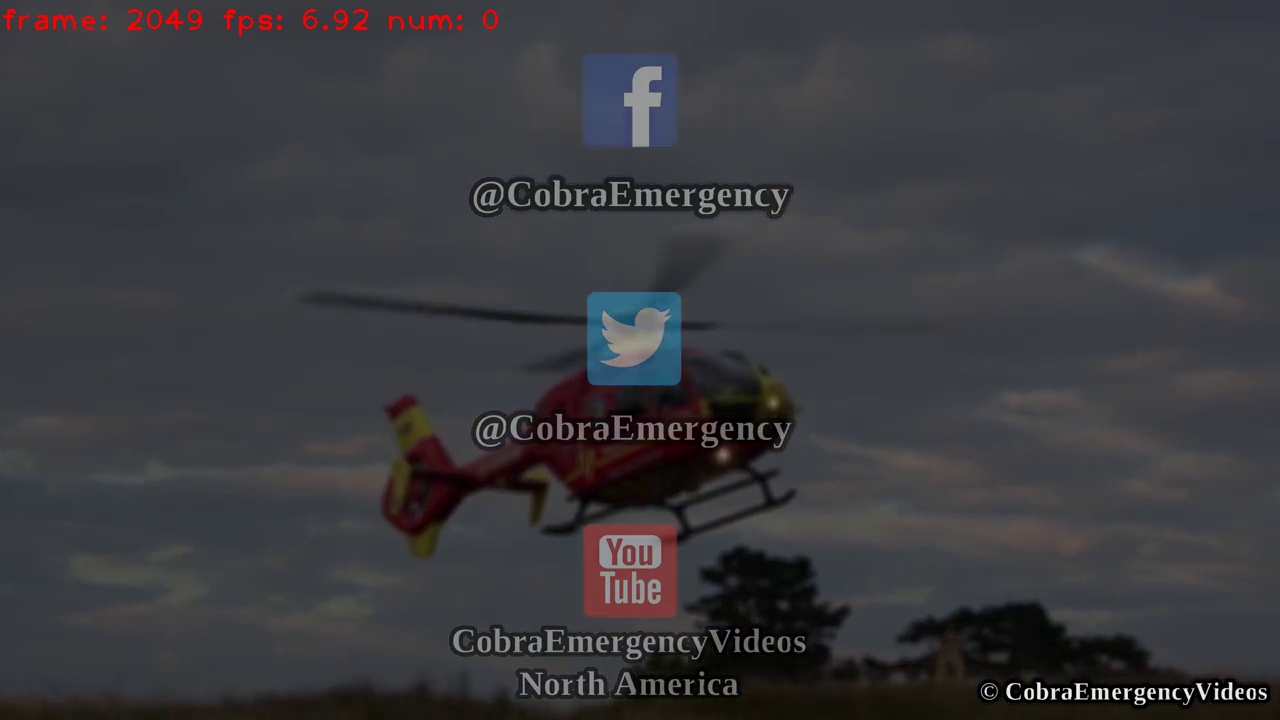 frame: 2049 fps: 6.92 num: 0
f
@CobraEmergency
@CobraEmergency
You
Tube
CobraEmergencyVideos
North America
© CobraEmergencyVideos